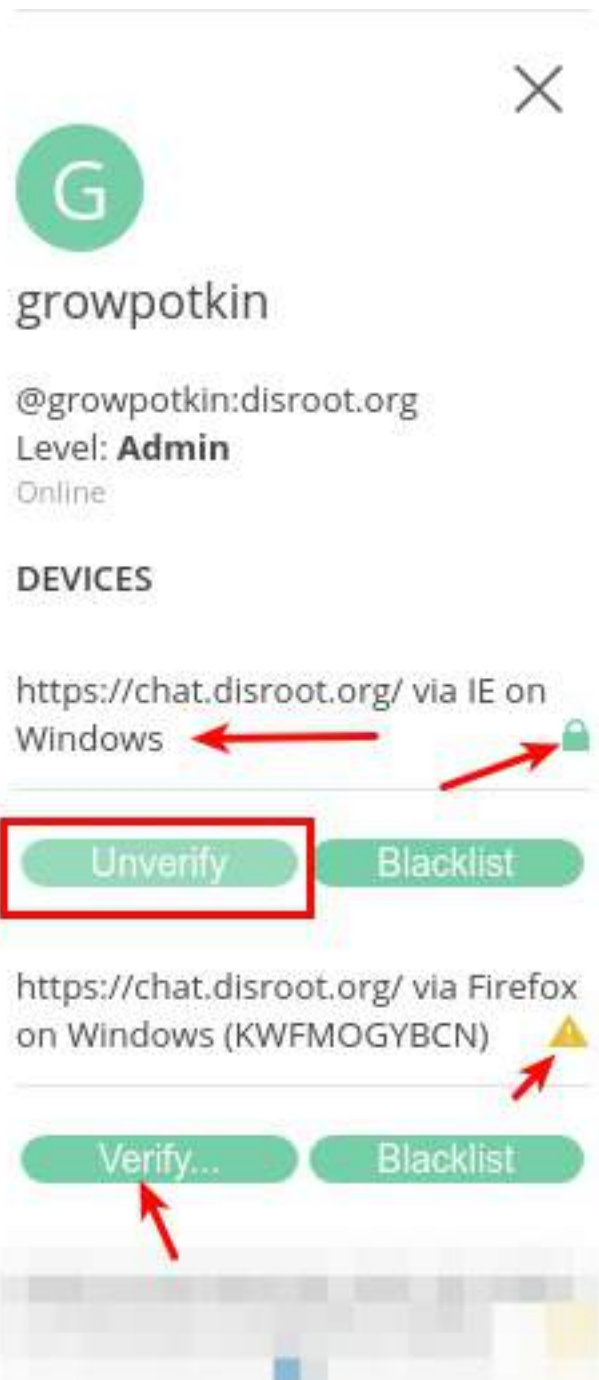 G
growpotkin
@growpotkin:disroot.org
Level: Admin
Online
DEVICES
https://chat.disroot.org/ via IE on
Windows
Unverify Blacklist
https://chat.disroot.org/ via Firefox
on Windows (KWFMOGYBCN)
Verify... Blacklist